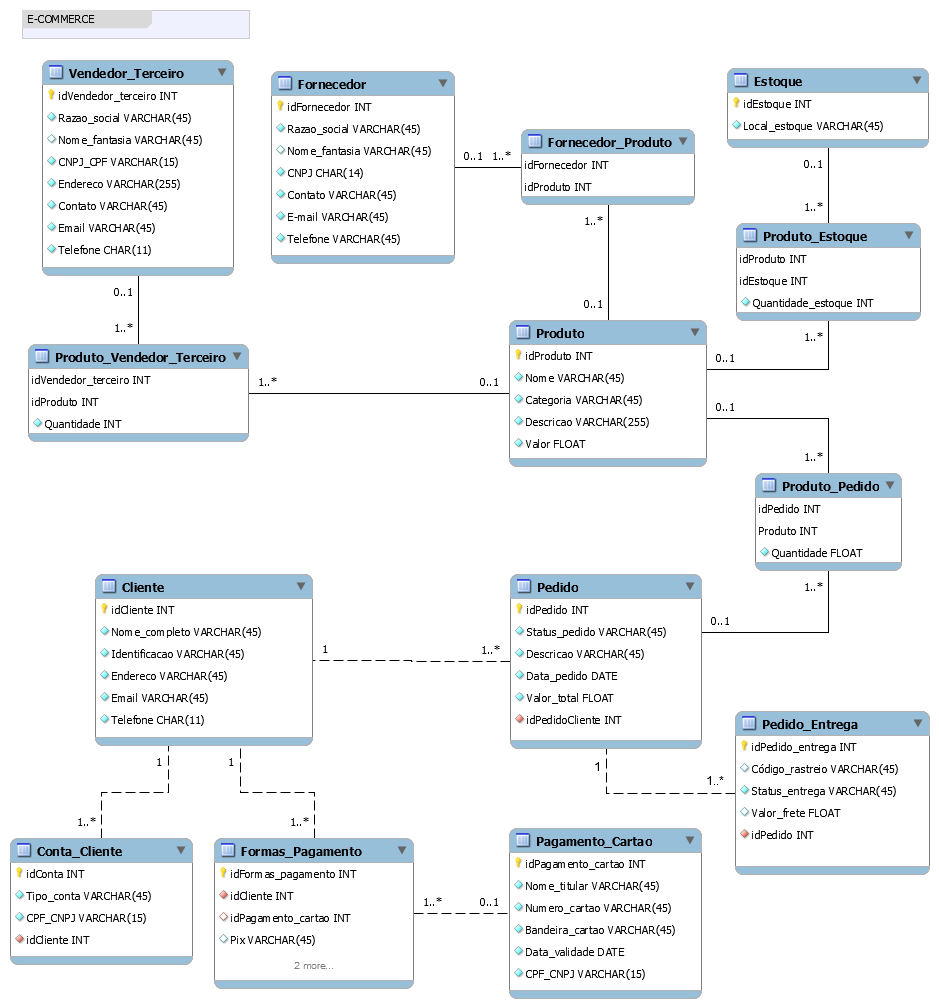 E-COMMERCE
Vendedor_Terceiro
idVendedor_terceiro INT
Razao_social VARCHAR(45)
Nome_fantasia VARCHAR(45)
CNPJ_CPF VARCHAR(15)
Endereco VARCHAR(255)
Contato VARCHAR(45)
Email VARCHAR(45)
Telefone CHAR(11)
Fornecedor
idFornecedor INT
Razao_social VARCHAR(45)
Nome_fantasia VARCHAR(45)
CNPJ CHAR(14)
Contato VARCHAR(45)
E-mail VARCHAR(45)
Telefone VARCHAR(45)
0..1 1..*
Fornecedor_Produto
idFornecedor INT
idProduto INT
1..*
0..1
Estoque
idEstoque INT
Local_estoque VARCHAR(45)
0..1
1..*
Produto_Estoque
idProduto INT
idEstoque INT
Quantidade_estoque INT
1..*
0..1
0..1
1..*
Produto_Vendedor_Terceiro
idVendedor_terceiro INT
idProduto INT
Quantidade INT
1..*
0..1
Produto
idProduto INT
Nome VARCHAR(45)
Categoria VARCHAR(45)
Descricao VARCHAR(255)
Valor FLOAT
0..1
1..*
Produto_Pedido
idPedido INT
Produto INT
Quantidade FLOAT
1..*
0..1
Cliente
idCliente INT
Nome_completo VARCHAR(45)
Identificacao VARCHAR(45)
Endereco VARCHAR(45)
Email VARCHAR(45)
Telefone CHAR(11)
1
1..*
Pedido
idPedido INT
Status_pedido VARCHAR(45)
Descricao VARCHAR(45)
Data_pedido DATE
Valor_total FLOAT
idPedidoCliente INT
1
1..*
Pedido_Entrega
idPedido_entrega INT
Código_rastreio VARCHAR(45)
Status_entrega VARCHAR(45)
Valor_frete FLOAT
idPedido INT
1
1..*
1
1..*
Conta_Cliente
idConta INT
Tipo_conta VARCHAR(45)
CPF_CNPJ VARCHAR(15)
idCliente INT
Formas_Pagamento
idFormas_pagamento INT
idCliente INT
idPagamento_cartao INT
Pix VARCHAR(45)
2 more...
1..*
0..1
Pagamento_Cartao
idPagamento_cartao INT
Nome_titular VARCHAR(45)
Numero_cartao VARCHAR(45)
Bandeira_cartao VARCHAR(45)
Data_validade DATE
CPF_CNPJ VARCHAR(15)